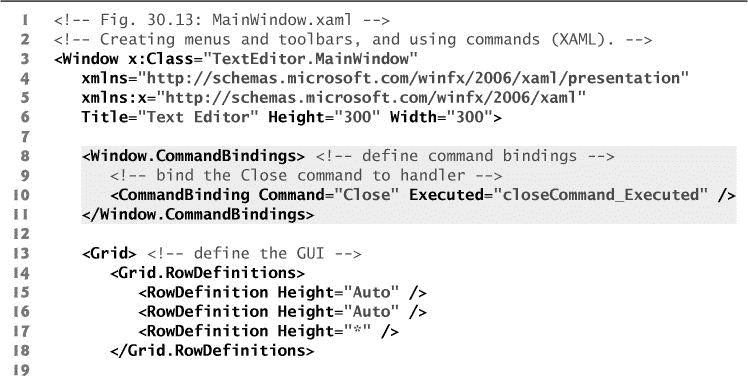 1 <!-- Fig. 30.13: MainWindow.xaml -->
2 <!-- Creating menus and toolbars, and using commands (XAML). -->
3 <Window x:Class="TextEditor.MainWindow"
4 xmlns="http://schemas.microsoft.com/winfx/2006/xaml/presentation"
5 xmlns:x="http://schemas.microsoft.com/winfx/2006/xaml"
6 Title="Text Editor" Height="300" Width="300">
7
8 <Window.CommandBindings> <!-- define command bindings -->
9 <!-- bind the Close command to handler -->
10 <CommandBinding Command="Close" Executed="closeCommand_Executed" />
11 </Window.CommandBindings>
12
13 <Grid> <!-- define the GUI -->
14 <Grid.RowDefinitions>
15 <RowDefinition Height="Auto" />
16 <RowDefinition Height="Auto" />
17 <RowDefinition Height="*" />
18 </Grid.RowDefinitions>
19